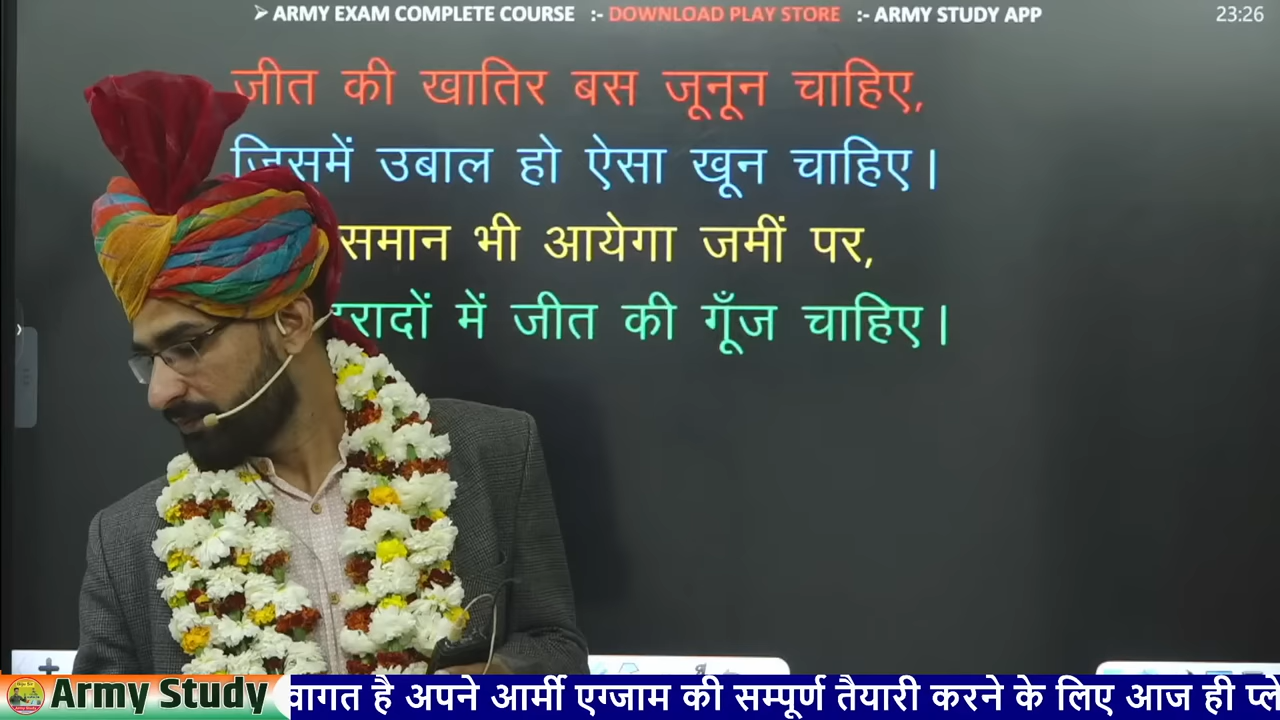 ➢ ARMY EXAM COMPLETE COURSE :- DOWNLOAD PLAY STORE :- ARMY STUDY APP
23:26
जीत की खातिर बस जूनून चाहिए,
जिसमें उबाल हो ऐसा खून चाहिए।
समान भी आयेगा जमीं पर,
रादों में जीत की गूँज चाहिए।
Army Study
वागत है अपने आर्मी एग्जाम की सम्पूर्ण तैयारी करने के लिए आज ही प्ले